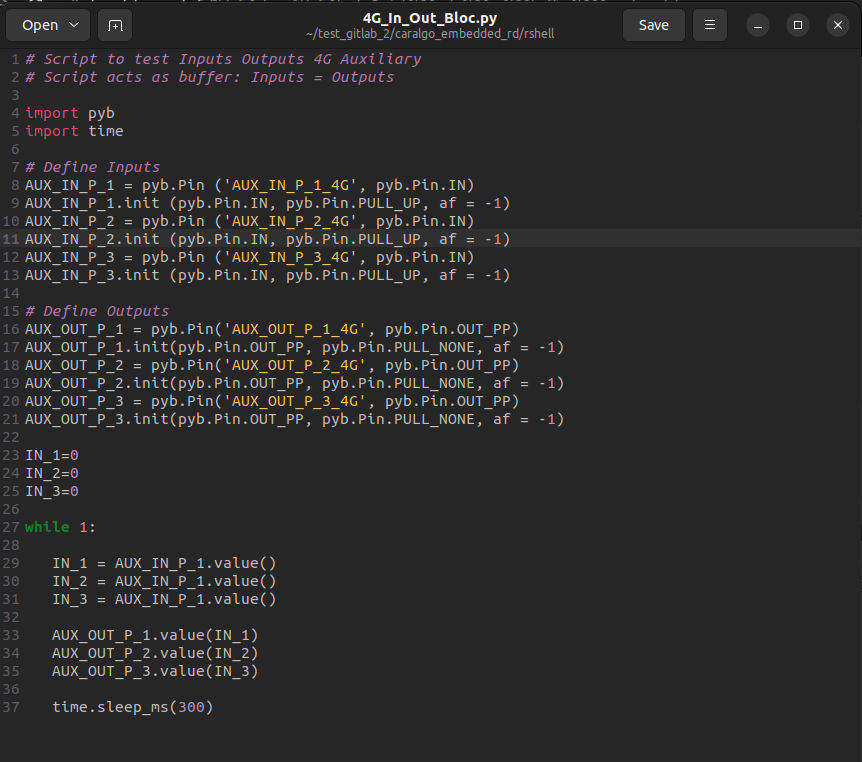 Open
4G_In_Out_Bloc.py
~/test_gitlab_2/caralgo_embedded_rd/rshell
Save
1 # Script to test Inputs Outputs 4G Auxiliary
2 # Script acts as buffer: Inputs = Outputs
3
4 import pyb
5 import time
6
7 # Define Inputs
8 AUX_IN_P_1 = pyb.Pin ('AUX_IN_P_1_4G', pyb.Pin.IN)
9 AUX_IN_P_1.init (pyb.Pin.IN, pyb.Pin.PULL_UP, af = -1)
10 AUX_IN_P_2 = pyb.Pin ('AUX_IN_P_2_4G', pyb.Pin.IN)
11 AUX_IN_P_2.init (pyb.Pin.IN, pyb.Pin.PULL_UP, af = -1)
12 AUX_IN_P_3 = pyb.Pin ('AUX_IN_P_3_4G', pyb.Pin.IN)
13 AUX_IN_P_3.init (pyb.Pin.IN, pyb.Pin.PULL_UP, af = -1)
14
15 # Define Outputs
16 AUX_OUT_P_1 = pyb.Pin('AUX_OUT_P_1_4G', pyb.Pin.OUT_PP)
17 AUX_OUT_P_1.init(pyb.Pin.OUT_PP, pyb.Pin.PULL_NONE, af = -1)
18 AUX_OUT_P_2 = pyb.Pin('AUX_OUT_P_2_4G', pyb.Pin.OUT_PP)
19 AUX_OUT_P_2.init(pyb.Pin.OUT_PP, pyb.Pin.PULL_NONE, af = -1)
20 AUX_OUT_P_3 = pyb.Pin('AUX_OUT_P_3_4G', pyb.Pin.OUT_PP)
21 AUX_OUT_P_3.init(pyb.Pin.OUT_PP, pyb.Pin.PULL_NONE, af = -1)
22
23 IN_1=0
24 IN_2=0
25 IN_3=0
26
27 while 1:
28
29    IN_1 = AUX_IN_P_1.value()
30    IN_2 = AUX_IN_P_1.value()
31    IN_3 = AUX_IN_P_1.value()
32
33    AUX_OUT_P_1.value(IN_1)
34    AUX_OUT_P_2.value(IN_2)
35    AUX_OUT_P_3.value(IN_3)
36
37    time.sleep_ms(300)